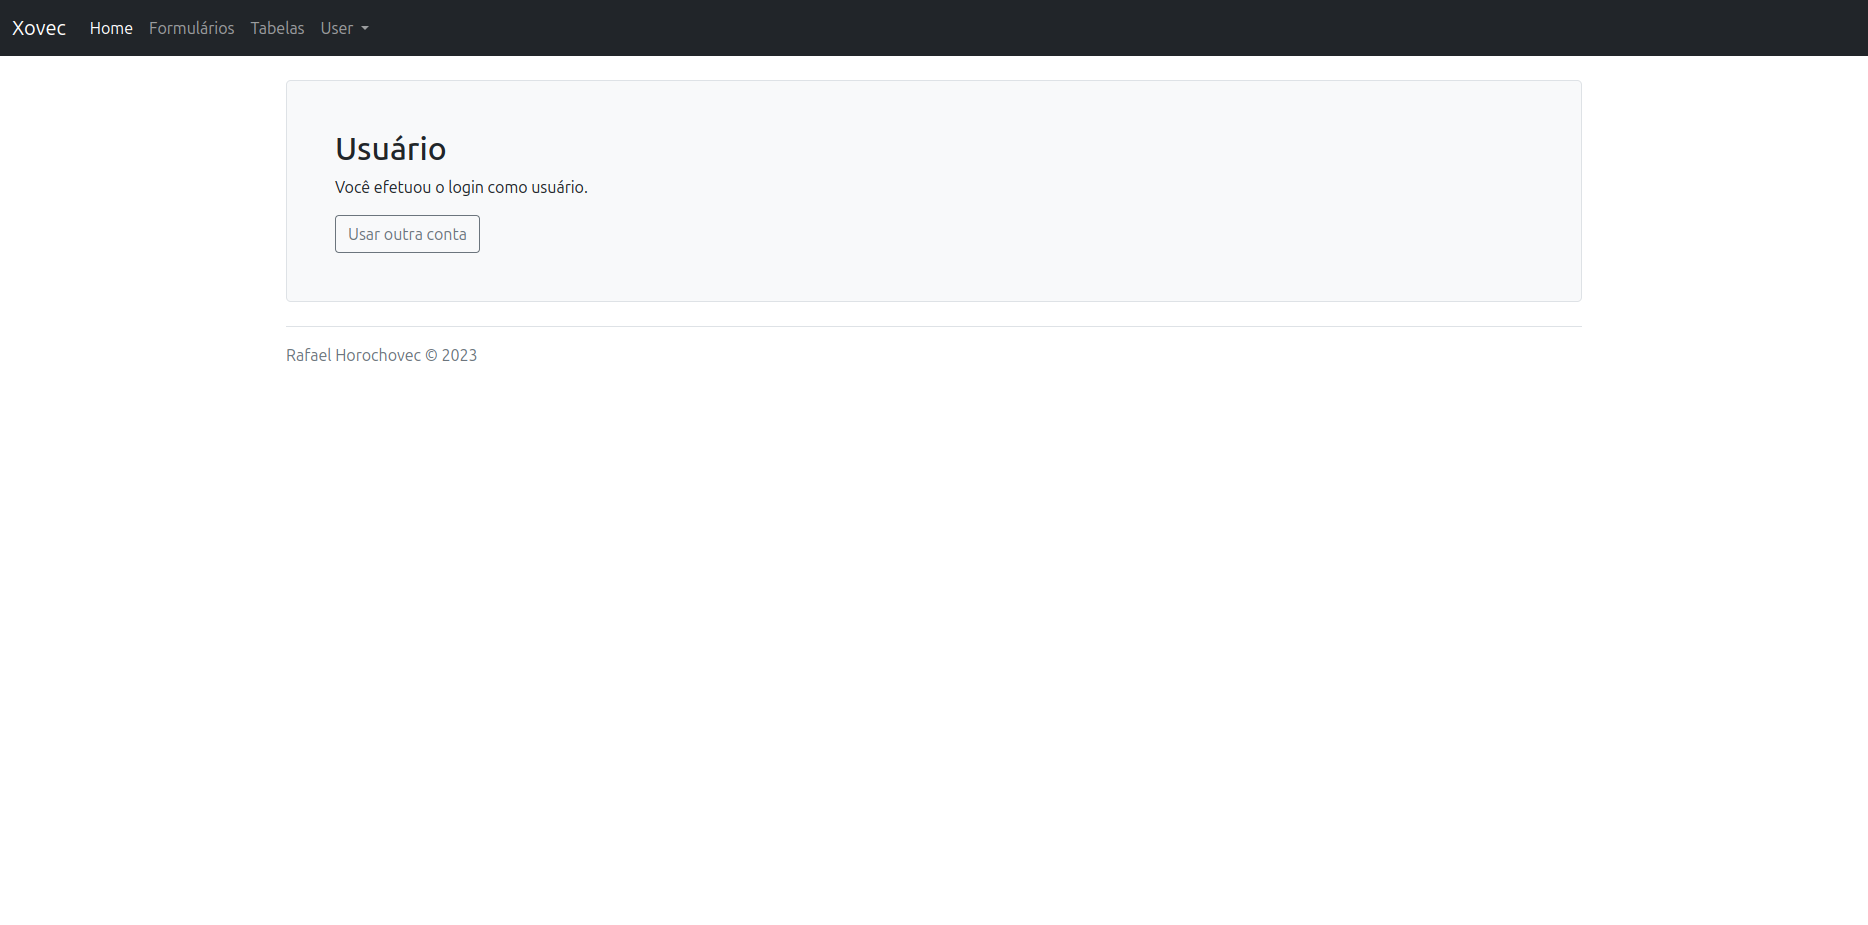 Xovec Home Formulários Tabelas User
Usuário
Você efetuou o login como usuário.
Usar outra conta
Rafael Horochovec © 2023